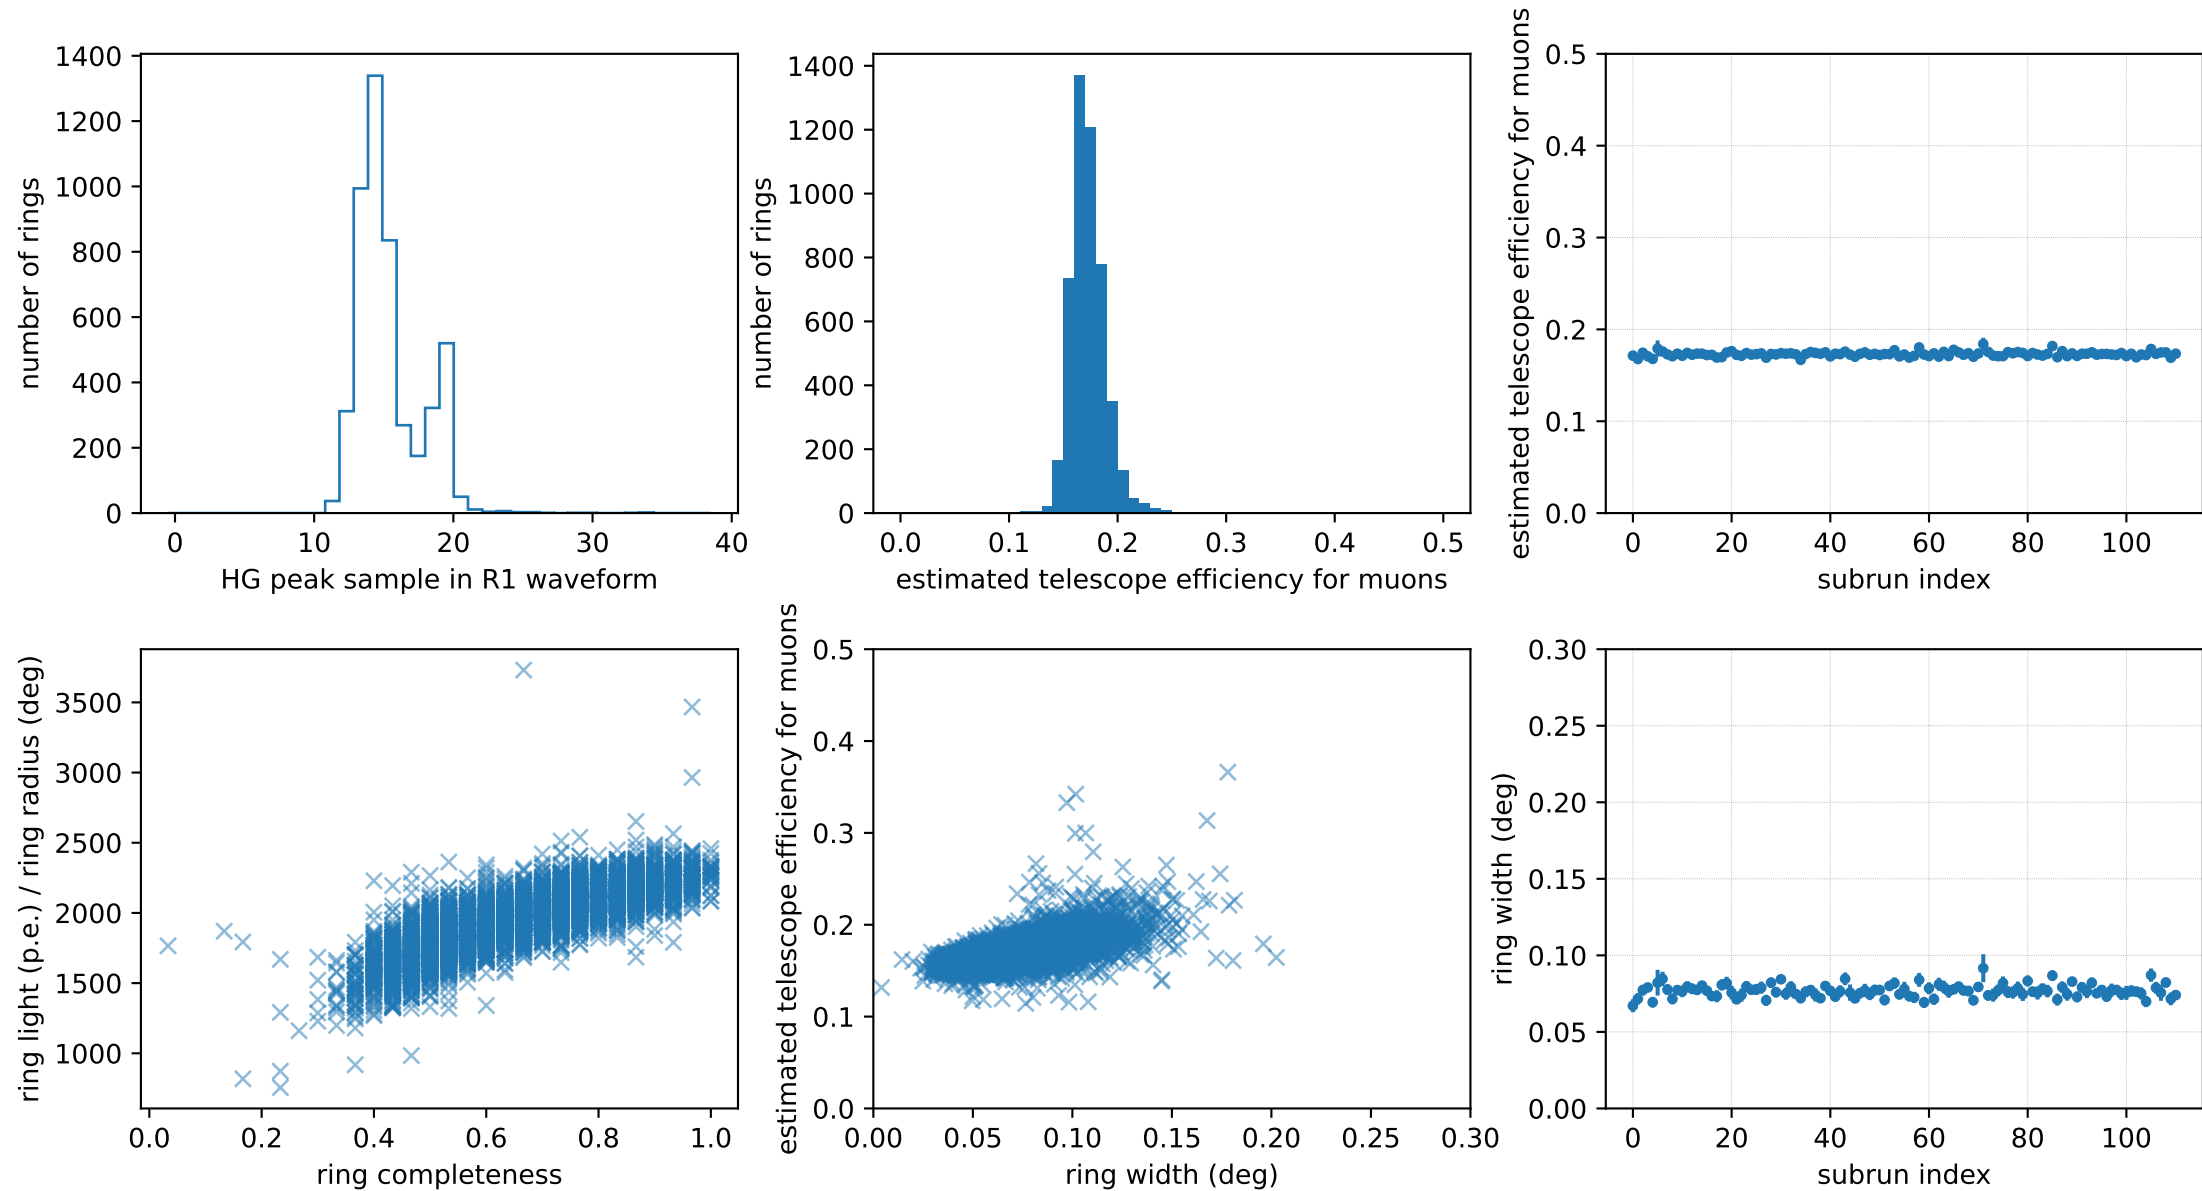 number of rings
1400
1200
1000
800
600
400
200
0
0 10 20 30 40
HG peak sample in R1 waveform
number of rings
1400
1200
1000
800
600
400
200
0
0.0 0.1 0.2 0.3 0.4 0.5
estimated telescope efficiency for muons
estimated telescope efficiency for muons
0.5
0.4
0.3
0.2
0.1
0.0
0 20 40 60 80 100
subrun index
ring light (p.e.) / ring radius (deg)
3500
3000
2500
2000
1500
1000
0.0 0.2 0.4 0.6 0.8 1.0
ring completeness
estimated telescope efficiency for muons
0.5
0.4
0.3
0.2
0.1
0.0
0.00 0.05 0.10 0.15 0.20 0.25 0.30
ring width (deg)
ring width (deg)
0.30
0.25
0.20
0.15
0.10
0.05
0.00
0 20 40 60 80 100
subrun index